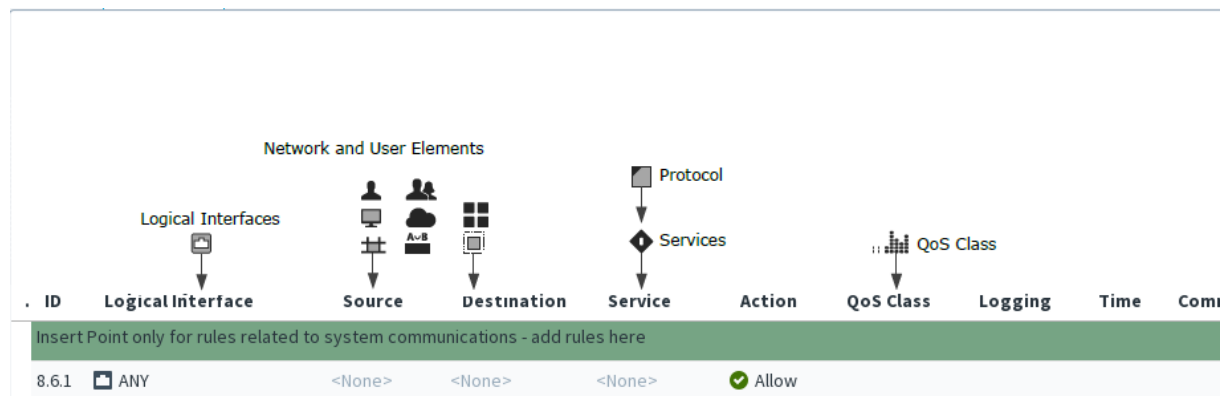 Network and User Elements
Protocol
Logical Interfaces
A∪B
Services
QoS Class
. ID Logical Interface Source Destination Service Action QoS Class Logging Time Comm
Insert Point only for rules related to system communications - add rules here
8.6.1 ANY <None> <None> <None> Allow